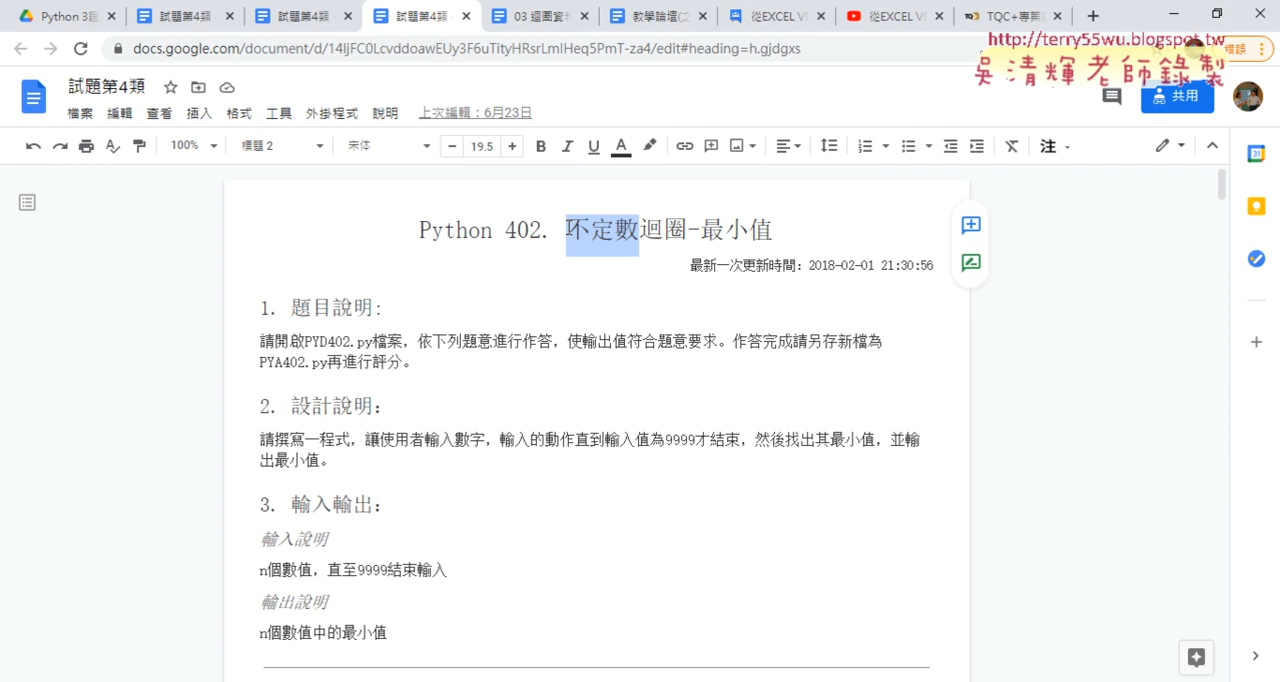 Python 3題
試題第4類
試題第4類
試題第4類
03 迴圈資
教學論壇(之
從EXCEL V
從EXCEL V
TQC+專業
docs.google.com/document/d/14IjFC0LcvddoawEUy3F6uTityHRsrLmIHeq5PmT-za4/edit#heading=h.gjdgxs
http://terry55wu.blogspot.tw
吳清輝老師錄製
試題第4類
檔案 編輯 查看 插入 格式 工具 外掛程式 說明 上次編輯:6月23日
共用
100% 標題 2 宋体 19.5 B I U A 注
Python 402. 不定數迴圈-最小值
最新一次更新時間:2018-02-01 21:30:56
1. 題目說明:
請開啟PYD402.py檔案,依下列題意進行作答,使輸出值符合題意要求。作答完成請另存新檔為
PYA402.py再進行評分。
2. 設計說明:
請撰寫一程式,讓使用者輸入數字,輸入的動作直到輸入值為9999才結束,然後找出其最小值,並輸
出最小值。
3. 輸入輸出:
輸入說明
n個數值,直至9999結束輸入
輸出說明
n個數值中的最小值